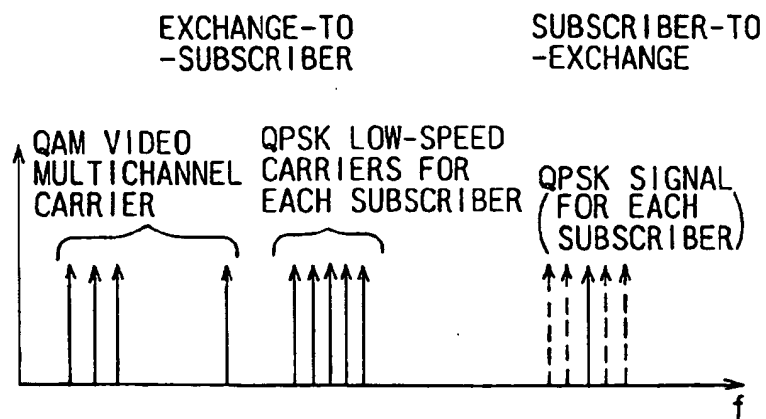 EXCHANGE-TO
-SUBSCRIBER
SUBSCRIBER-TO
-EXCHANGE
QAM VIDEO
MULTICHANNEL
CARRIER
QPSK LOW-SPEED
CARRIERS FOR
EACH SUBSCRIBER
QPSK SIGNAL
(FOR EACH
SUBSCRIBER)
f